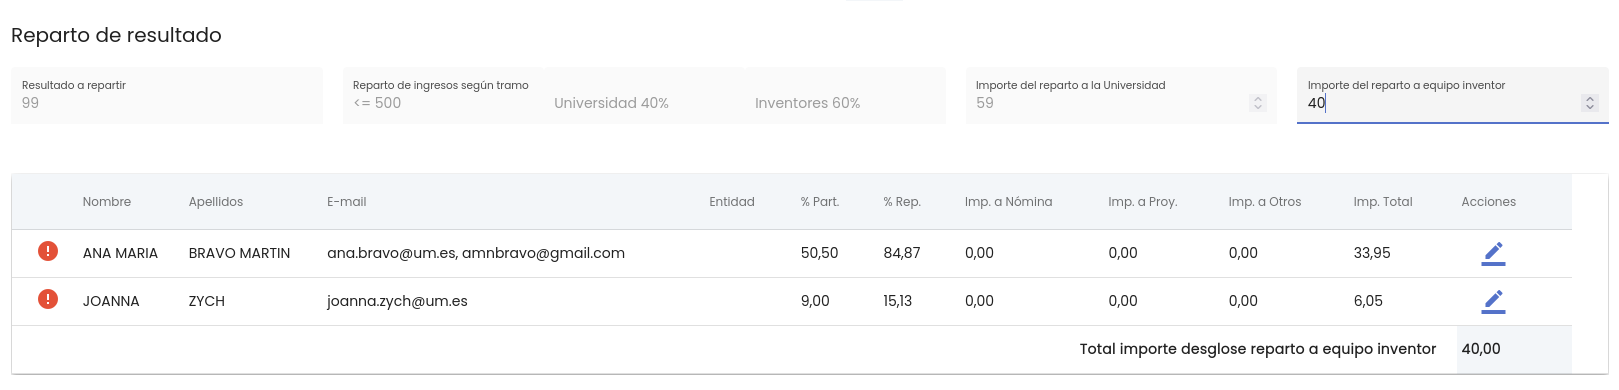 Reparto de resultado
Resultado a repartir
99
Reparto de ingresos según tramo
<= 500 Universidad 40% Inventores 60%
Importe del reparto a la Universidad
59
Importe del reparto a equipo inventor
40
Nombre Apellidos E-mail Entidad % Part. % Rep. Imp. a Nómina Imp. a Proy. Imp. a Otros Imp. Total Acciones
ANA MARIA BRAVO MARTIN ana.bravo@um.es, amnbravo@gmail.com 50,50 84,87 0,00 0,00 0,00 33,95
JOANNA ZYCH joanna.zych@um.es 9,00 15,13 0,00 0,00 0,00 6,05
Total importe desglose reparto a equipo inventor 40,00